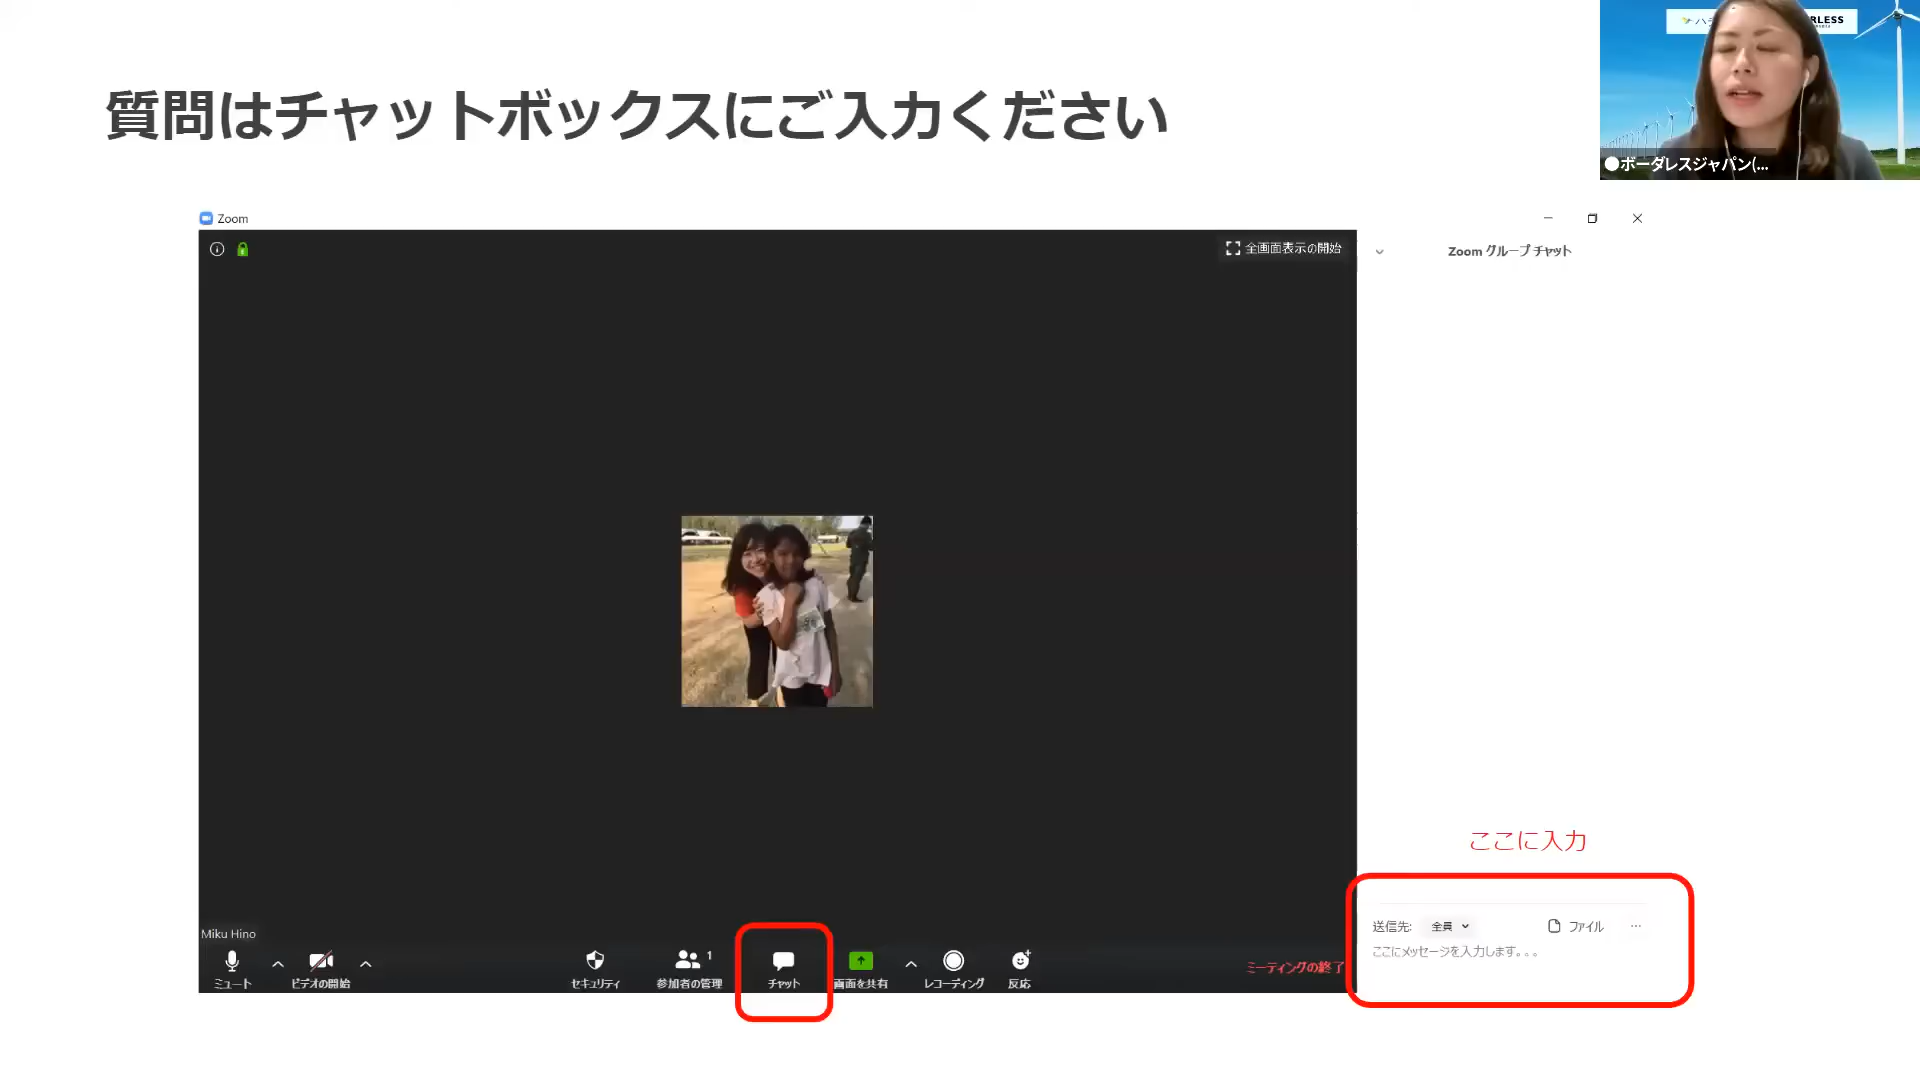 質問はチャットボックスにご入力ください
RLESS
●ボーダレスジャパン(...
Zoom
全画面表示の開始
Zoom グループ チャット
ここに入力
送信先: 全員
ファイル
...
ここにメッセージを入力します。。。
Miku Hino
ミュート
ビデオの開始
セキュリティ
1
参加者の管理
チャット
画面を共有
レコーディング
反応
ミーティングの終了